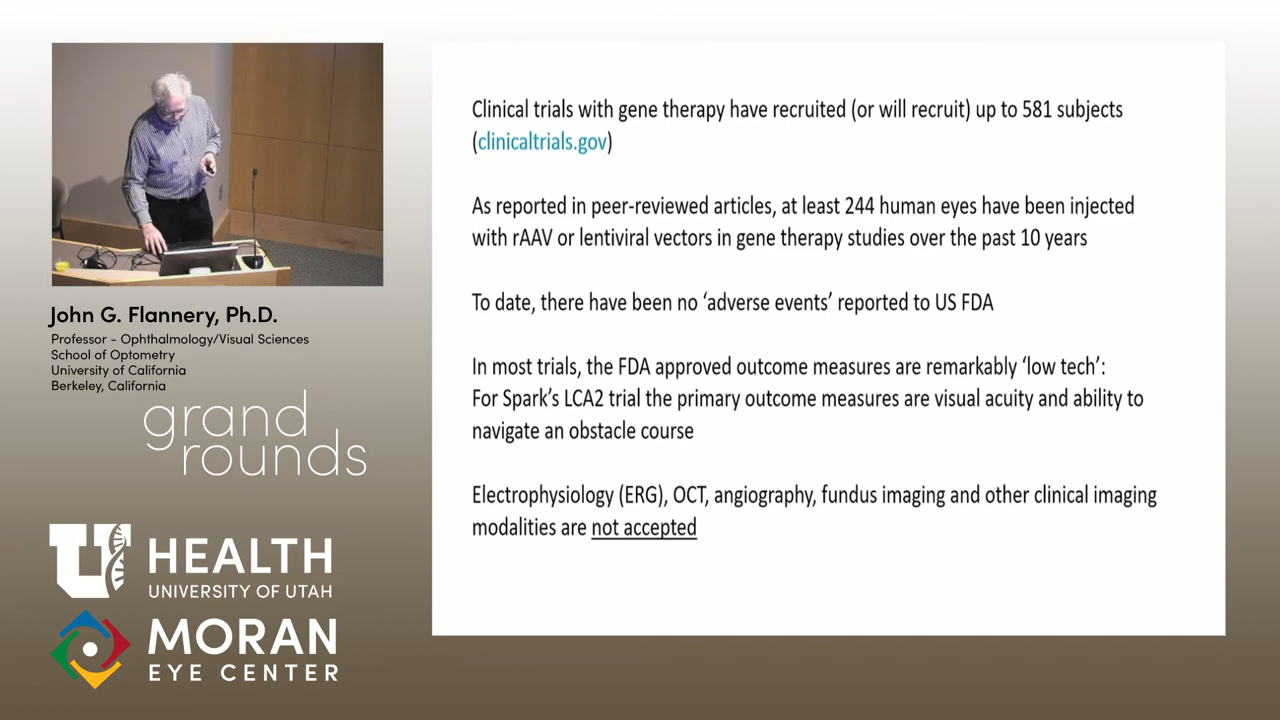 John G. Flannery, Ph.D.
Professor - Ophthalmology/Visual Sciences
School of Optometry
University of California
Berkeley, California
grand
rounds
U HEALTH
UNIVERSITY OF UTAH
MORAN
EYE CENTER
Clinical trials with gene therapy have recruited (or will recruit) up to 581 subjects
(clinicaltrials.gov)
As reported in peer-reviewed articles, at least 244 human eyes have been injected
with rAAV or lentiviral vectors in gene therapy studies over the past 10 years
To date, there have been no ‘adverse events’ reported to US FDA
In most trials, the FDA approved outcome measures are remarkably ‘low tech’:
For Spark’s LCA2 trial the primary outcome measures are visual acuity and ability to
navigate an obstacle course
Electrophysiology (ERG), OCT, angiography, fundus imaging and other clinical imaging
modalities are not accepted